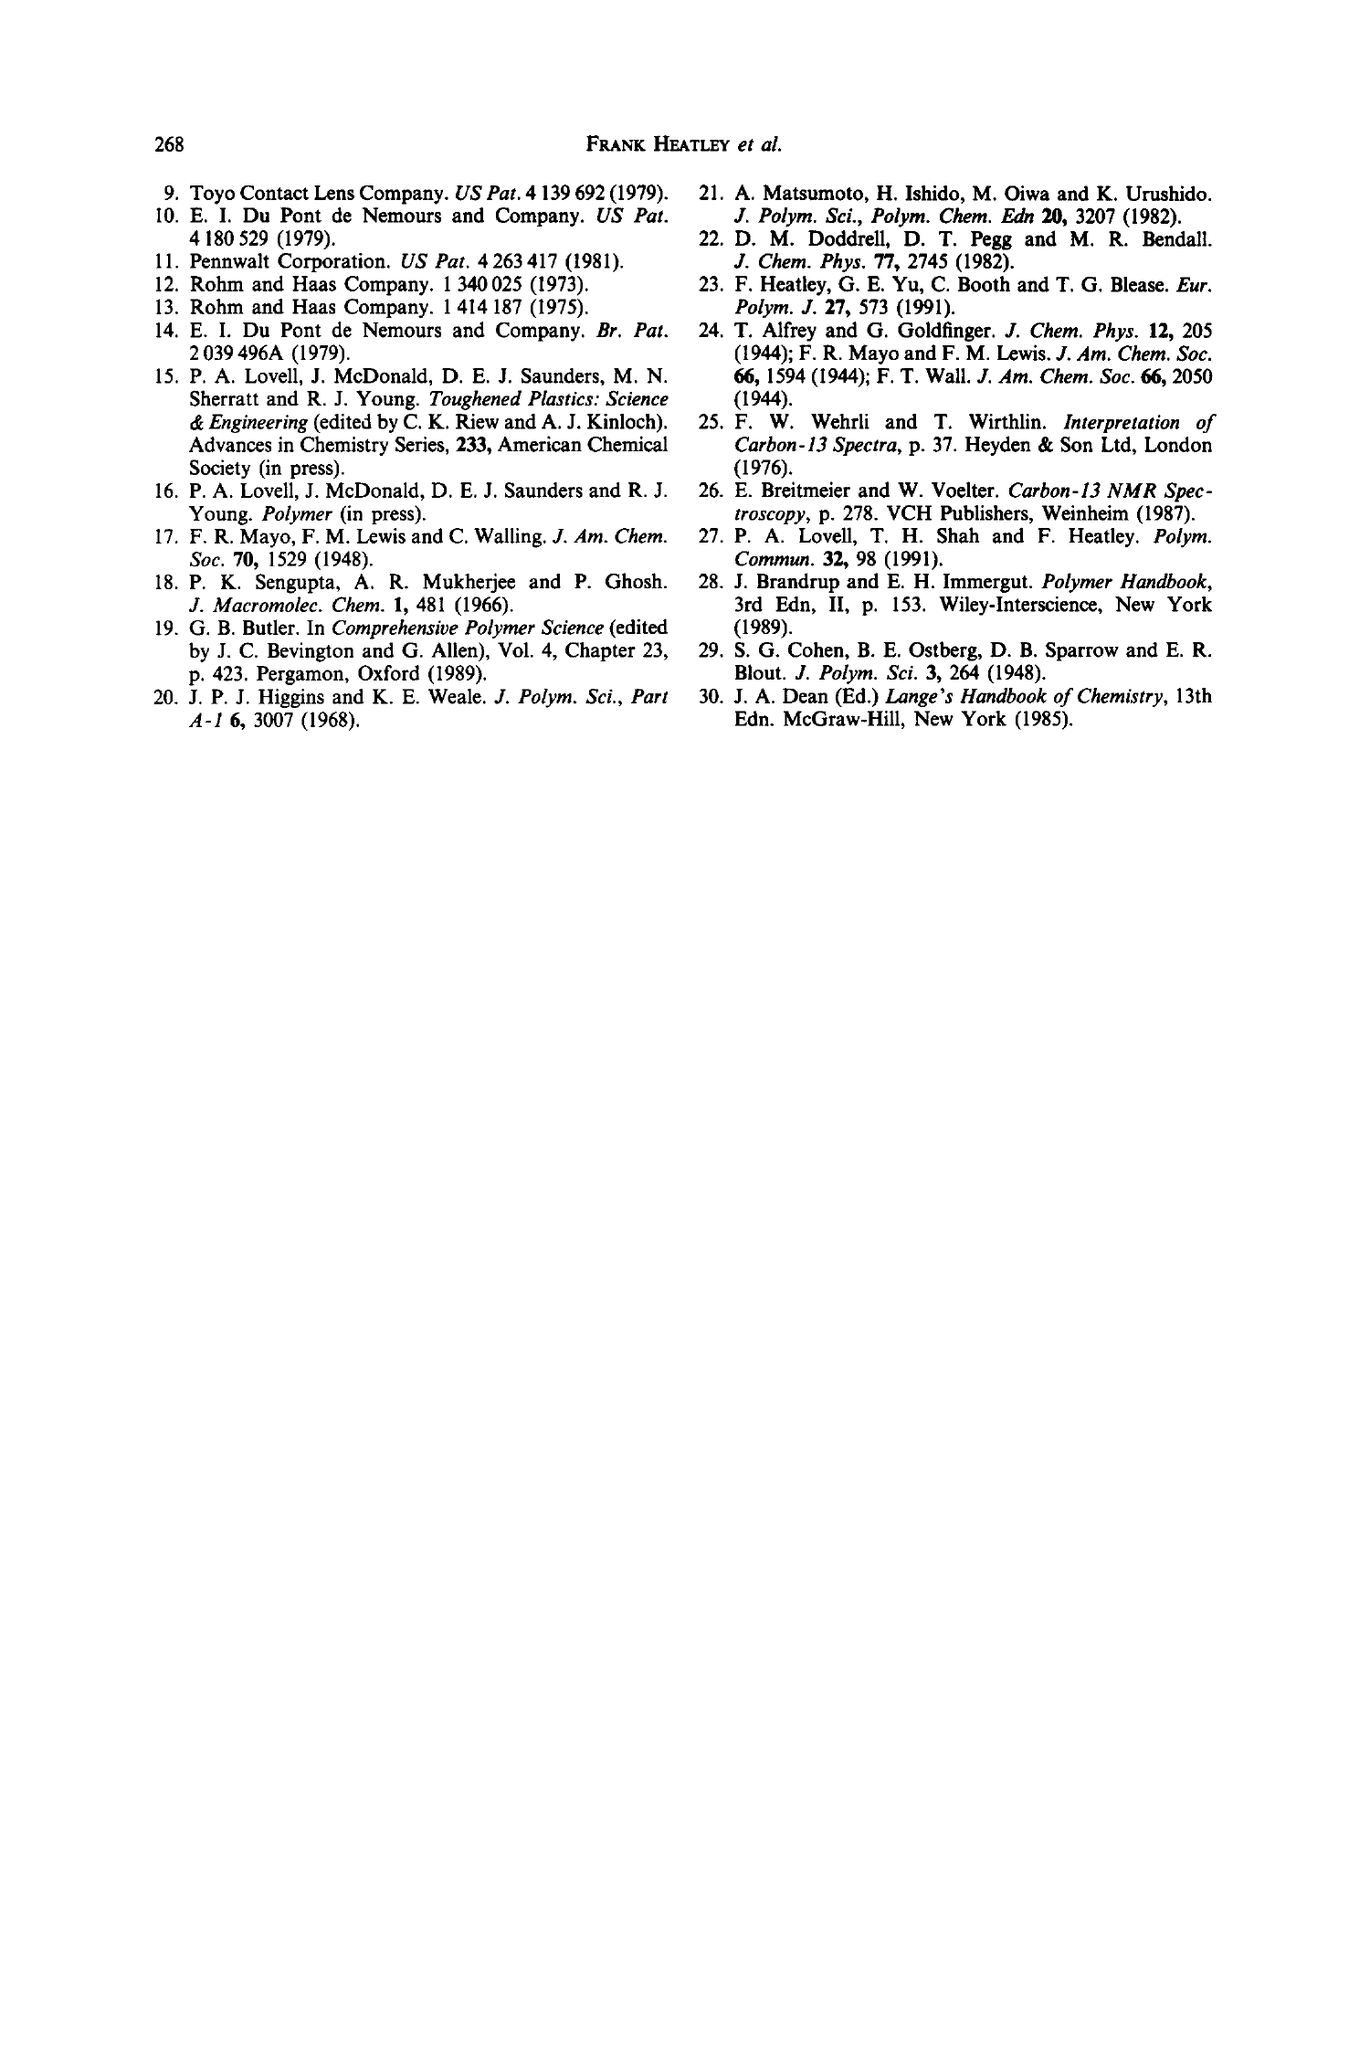 268
FRANK HEATLEY et al.
9. Toyo Contact Lens Company. US Pat. 4 139 692 (1979).
10. E. I. Du Pont de Nemours and Company. US Pat.
4 180 529 (1979).
11. Pennwalt Corporation. US Pat. 4 263 417 (1981).
12. Rohm and Haas Company. 1 340 025 (1973).
13. Rohm and Haas Company. 1 414 187 (1975).
14. E. I. Du Pont de Nemours and Company. Br. Pat.
2 039 496A (1979).
15. P. A. Lovell, J. McDonald, D. E. J. Saunders, M. N.
Sherratt and R. J. Young. Toughened Plastics: Science
& Engineering (edited by C. K. Riew and A. J. Kinloch).
Advances in Chemistry Series, 233, American Chemical
Society (in press).
16. P. A. Lovell, J. McDonald, D. E. J. Saunders and R. J.
Young. Polymer (in press).
17. F. R. Mayo, F. M. Lewis and C. Walling. J. Am. Chem.
Soc. 70, 1529 (1948).
18. P. K. Sengupta, A. R. Mukherjee and P. Ghosh.
J. Macromolec. Chem. 1, 481 (1966).
19. G. B. Butler. In Comprehensive Polymer Science (edited
by J. C. Bevington and G. Allen), Vol. 4, Chapter 23,
p. 423. Pergamon, Oxford (1989).
20. J. P. J. Higgins and K. E. Weale. J. Polym. Sci., Part
A-1 6, 3007 (1968).
21. A. Matsumoto, H. Ishido, M. Oiwa and K. Urushido.
J. Polym. Sci., Polym. Chem. Edn 20, 3207 (1982).
22. D. M. Doddrell, D. T. Pegg and M. R. Bendall.
J. Chem. Phys. 77, 2745 (1982).
23. F. Heatley, G. E. Yu, C. Booth and T. G. Blease. Eur.
Polym. J. 27, 573 (1991).
24. T. Alfrey and G. Goldfinger. J. Chem. Phys. 12, 205
(1944); F. R. Mayo and F. M. Lewis. J. Am. Chem. Soc.
66, 1594 (1944); F. T. Wall. J. Am. Chem. Soc. 66, 2050
(1944).
25. F. W. Wehrli and T. Wirthlin. Interpretation of
Carbon-13 Spectra, p. 37. Heyden & Son Ltd, London
(1976).
26. E. Breitmeier and W. Voelter. Carbon-13 NMR Spec-
troscopy, p. 278. VCH Publishers, Weinheim (1987).
27. P. A. Lovell, T. H. Shah and F. Heatley. Polym.
Commun. 32, 98 (1991).
28. J. Brandrup and E. H. Immergut. Polymer Handbook,
3rd Edn, II, p. 153. Wiley-Interscience, New York
(1989).
29. S. G. Cohen, B. E. Ostberg, D. B. Sparrow and E. R.
Blout. J. Polym. Sci. 3, 264 (1948).
30. J. A. Dean (Ed.) Lange's Handbook of Chemistry, 13th
Edn. McGraw-Hill, New York (1985).